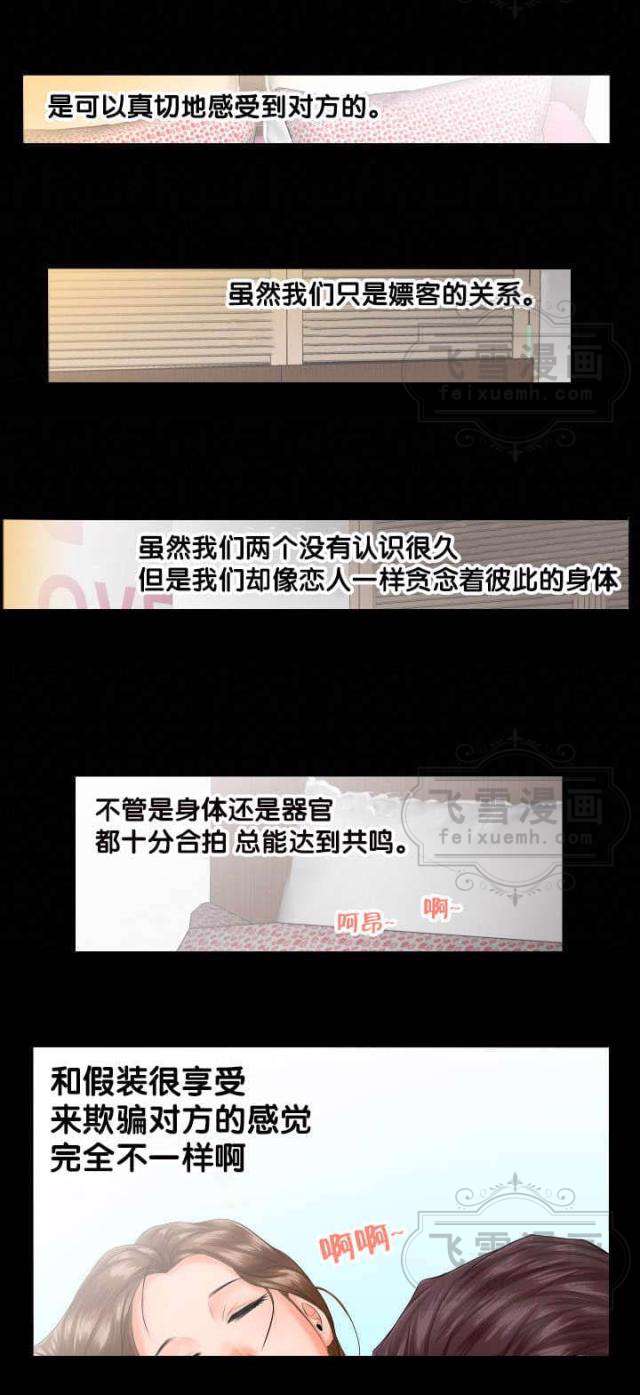 是可以真切地感受到对方的。
虽然我们只是嫖客的关系。
飞雪漫画
feixuemh.com
虽然我们两个没有认识很久
但是我们却像恋人一样贪念着彼此的身体
OVE
不管是身体还是器官
都十分合拍 总能达到共鸣。
飞雪漫画
feixuemh.com
呵昂~
啊~
和假装很享受
来欺骗对方的感觉
完全不一样啊
啊啊~
飞雪漫画
feixuemh.com